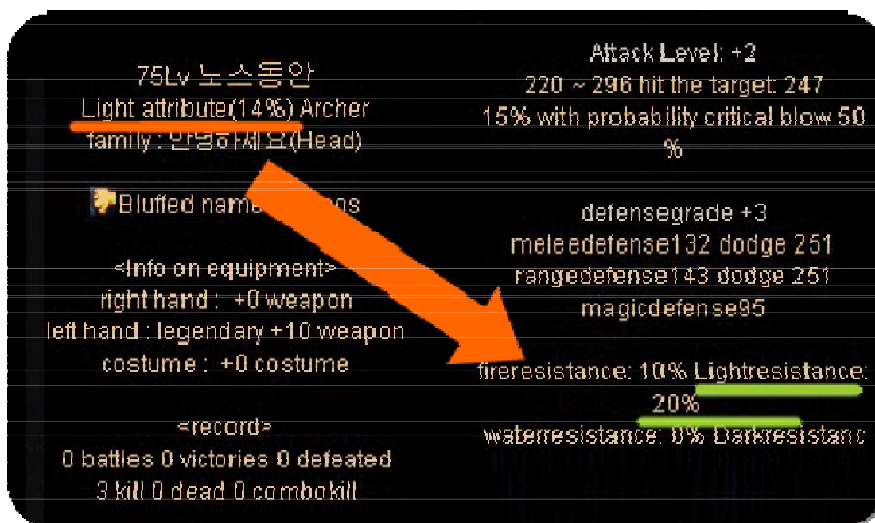 75Lv 노스동안
Light attribute(14%) Archer
family : 안녕하세요(Head)
Bluffed
<Info on equipment>
right hand : +0 weapon
left hand : legendary +10 weapon
costume : +0 costume
<record>
0 battles 0 victories 0 defeated
3 kill 0 dead 0 combokill
Attack Level: +2
220 ~ 296 hit the target: 247
15% with probability critical blow 50
%
defensegrade +3
meleedefense132 dodge 251
rangedefense143 dodge 251
magicdefense95
fireresistance: 10% Lightresistance:
20%
waterresistance: 0% Darkresistanc